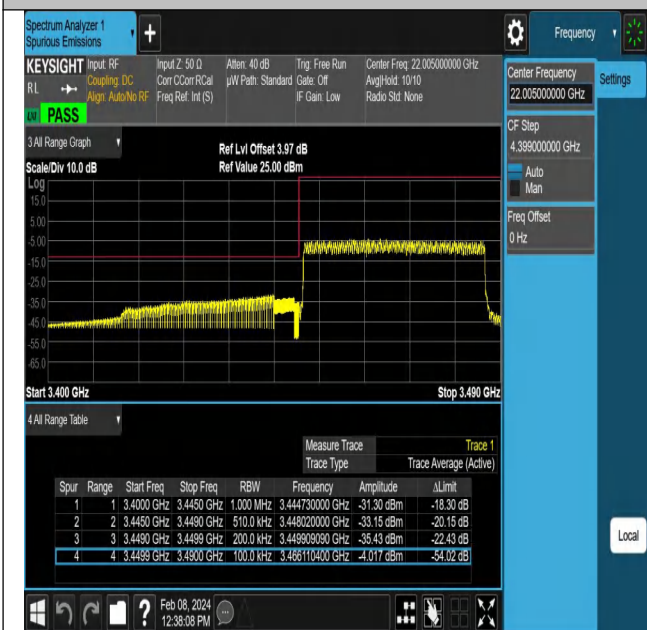 Spectrum Analyzer 1
Spurious Emissions
Frequency
KEYSIGHT Input: RF Input Z: 50 Ω Atten: 40 dB Trig: Free Run Center Freq: 22.005000000 GHz
RL Coupling: DC Corr CCorr RCal µW Path: Standard Gate: Off Avg|Hold: 10/10
Align: Auto/No RF Freq Ref: Int (S) IF Gain: Low Radio Std: None
PASS
Center Frequency
22.005000000 GHz
Settings
CF Step
4.399000000 GHz
Auto
Man
Freq Offset
0 Hz
Local
3 All Range Graph
Ref Lvl Offset 3.97 dB
Scale/Div 10.0 dB Ref Value 25.00 dBm
Log
15.0
5.00
-5.00
-15.0
-25.0
-35.0
-45.0
-55.0
-65.0
Start 3.400 GHz Stop 3.490 GHz
4 All Range Table
Measure Trace Trace 1
Trace Type Trace Average (Active)
Spur Range Start Freq Stop Freq RBW Frequency Amplitude ΔLimit
1 1 3.4000 GHz 3.4450 GHz 1.000 MHz 3.444730000 GHz -31.30 dBm -18.30 dB
2 2 3.4450 GHz 3.4490 GHz 510.0 kHz 3.448020000 GHz -33.15 dBm -20.15 dB
3 3 3.4490 GHz 3.4499 GHz 200.0 kHz 3.449909090 GHz -35.43 dBm -22.43 dB
4 4 3.4499 GHz 3.4900 GHz 100.0 kHz 3.466110400 GHz -4.017 dBm -54.02 dB
Feb 08, 2024
12:38:08 PM